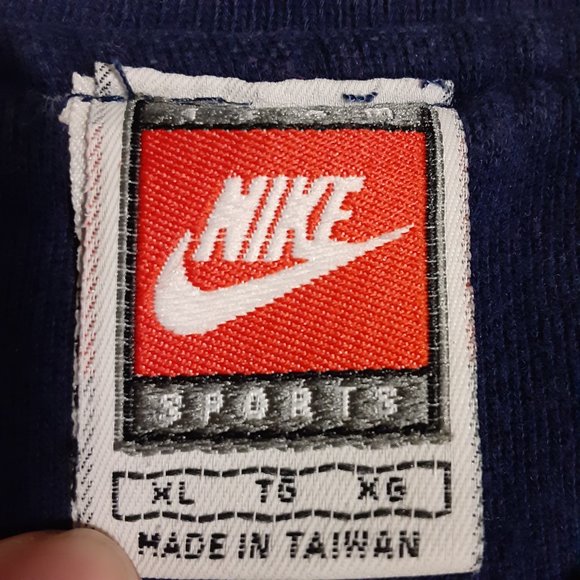 NIKE
SPORTS
XL TG XG
MADE IN TAIWAN